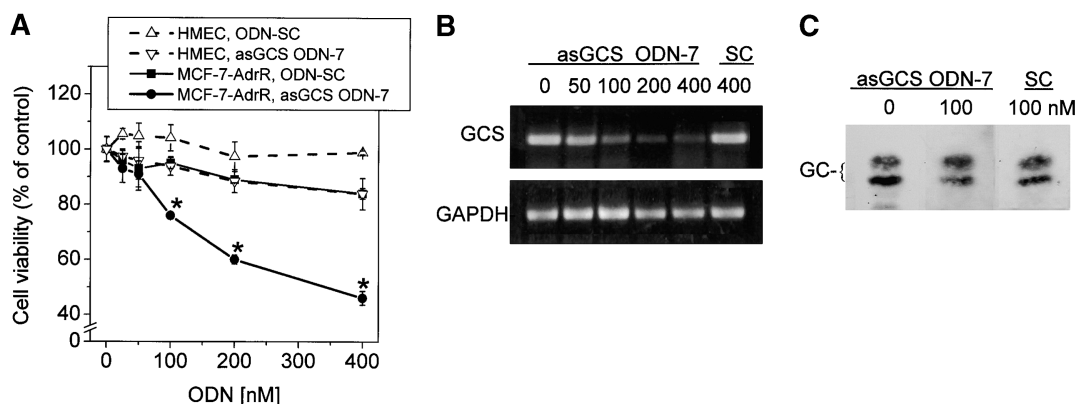 A
HMEC, ODN-SC
HMEC, asGCS ODN-7
MCF-7-AdrR, ODN-SC
MCF-7-AdrR, asGCS ODN-7
Cell viability (% of control)
120
100
80
60
40
0
* * *
0 100 200 300 400
ODN [nM]
B
asGCS ODN-7 SC
0 50 100 200 400 400
GCS
GAPDH
C
asGCS ODN-7 SC
0 100 100 nM
GC-{